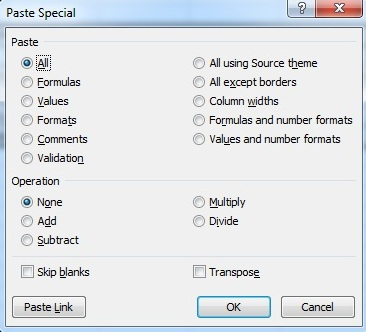 Paste Special
?
Paste
All
All using Source theme
Formulas
All except borders
Values
Column widths
Formats
Formulas and number formats
Comments
Values and number formats
Validation
Operation
None
Multiply
Add
Divide
Subtract
Skip blanks
Transpose
Paste Link
OK
Cancel